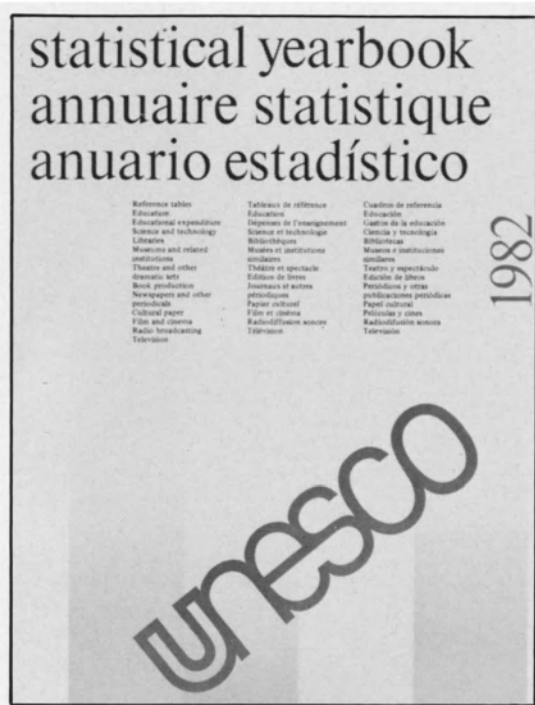 statistical yearbook
annuaire statistique
anuario estadístico
Reference tables
Education
Educational expenditure
Science and technology
Libraries
Museums and related
institutions
Theatre and other
dramatic arts
Book production
Newspapers and other
periodicals
Cultural paper
Film and cinema
Radio broadcasting
Television
Tableaux de référence
Education
Dépenses de l'enseignement
Science et technologie
Bibliothèques
Musées et institutions
similaires
Théâtre et spectacle
Edition de livres
Journaux et autres
périodiques
Papier culturel
Film et cinéma
Radiodiffusion sonore
Télévision
Cuadros de referencia
Educación
Gastos de la educación
Ciencia y tecnología
Bibliotecas
Museos e instituciones
similares
Teatro y espectáculo
Edición de libros
Periódicos y otras
publicaciones periódicas
Papel cultural
Películas y cines
Radiodifusión sonora
Televisión
1982
unesco